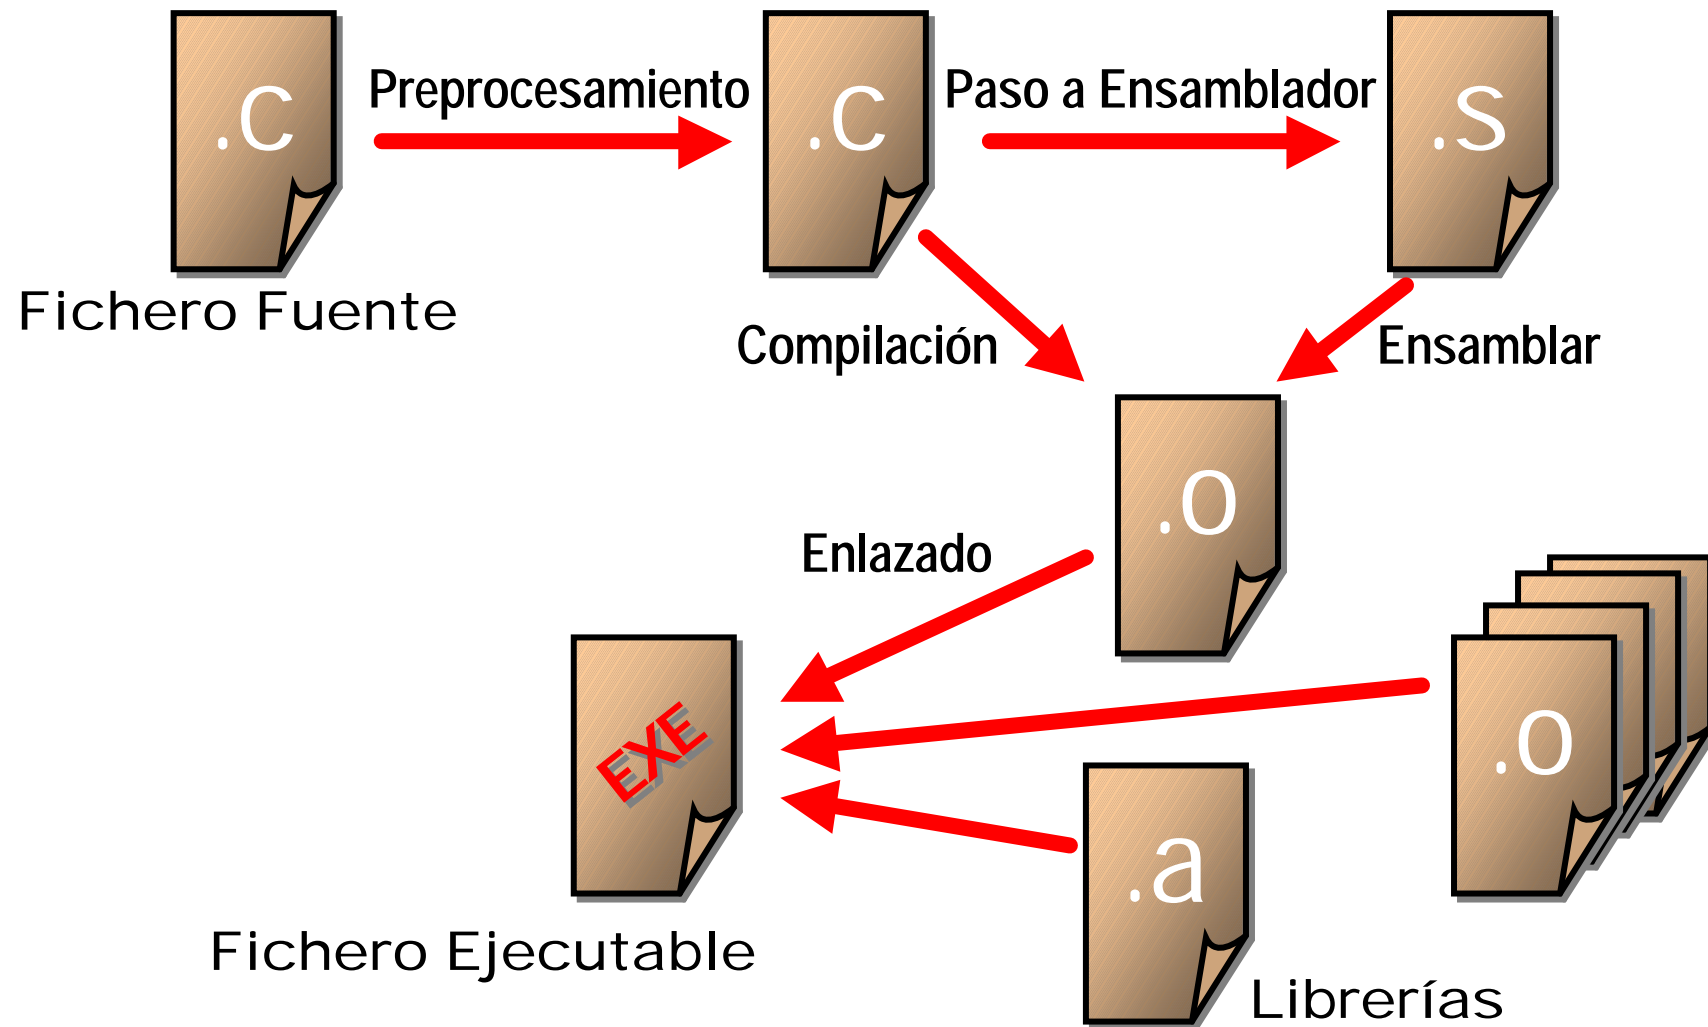 .C
Preprocesamiento
.C
Paso a Ensamblador
.S
Fichero Fuente
Compilación
Ensamblar
.O
Enlazado
EXE
.O
.a
Fichero Ejecutable
Librerías